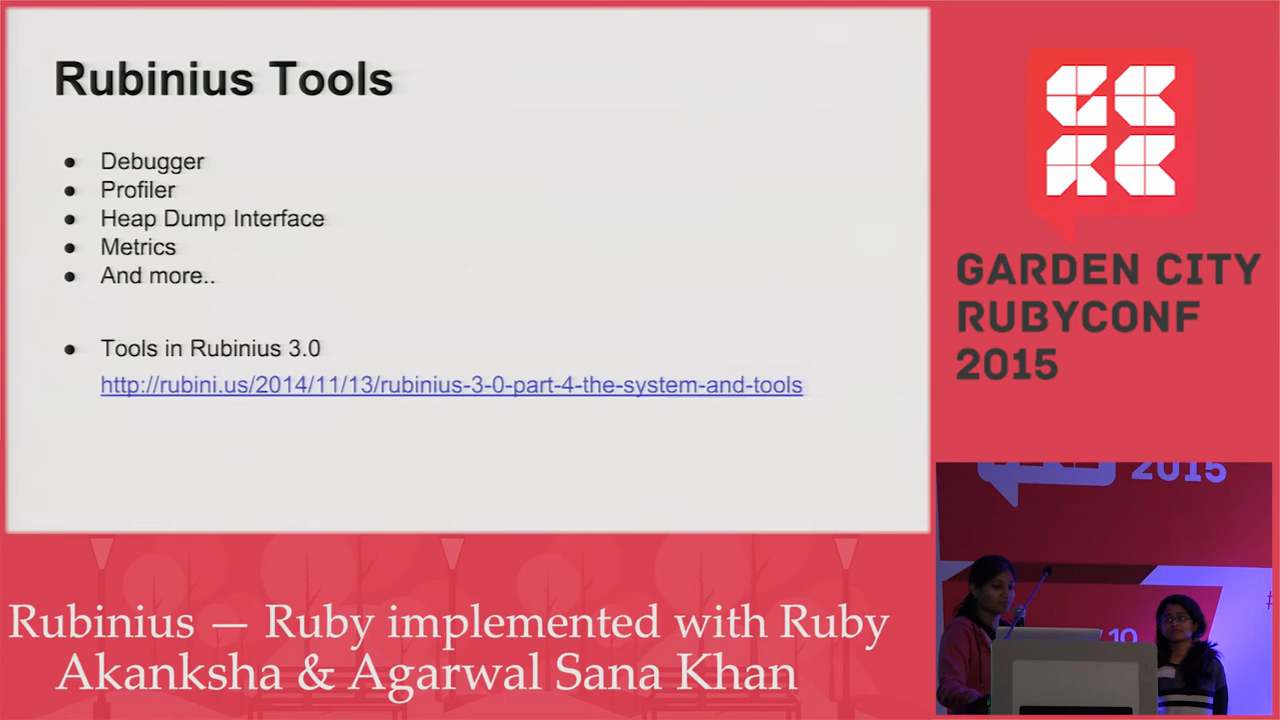 Rubinius Tools
● Debugger
● Profiler
● Heap Dump Interface
● Metrics
● And more..
● Tools in Rubinius 3.0
http://rubini.us/2014/11/13/rubinius-3-0-part-4-the-system-and-tools
GARDEN CITY
RUBYCONF
2015
2015
10
Rubinius — Ruby implemented with Ruby
Akanksha & Agarwal Sana Khan